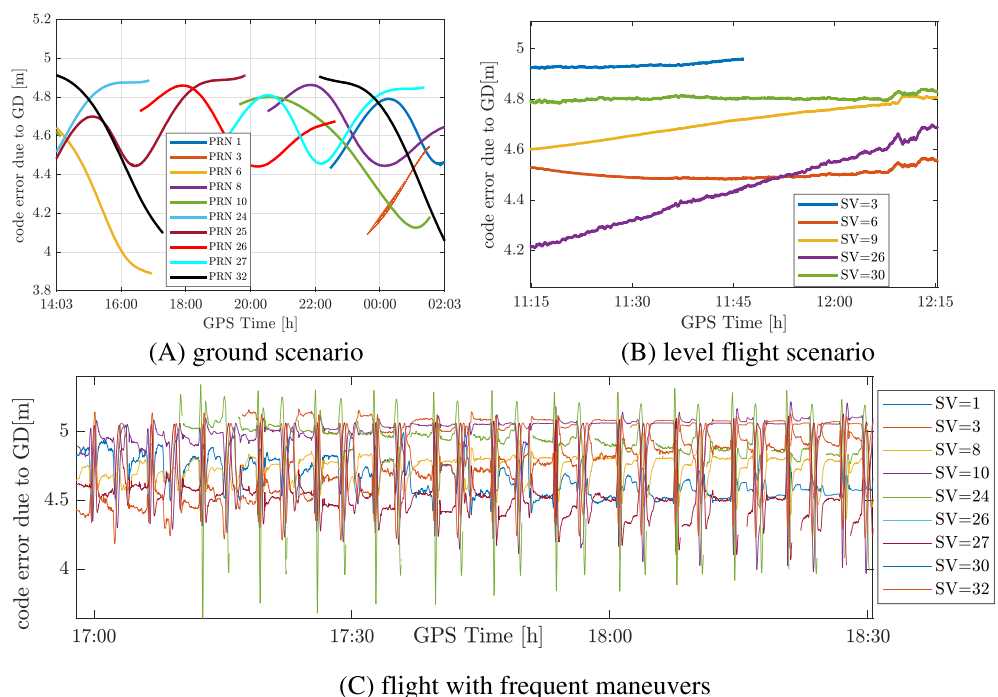 5.2
5
4.8
4.6
4.4
4.2
4
3.8
code error due to GD [m]
PRN 1
PRN 3
PRN 6
PRN 8
PRN 10
PRN 24
PRN 25
PRN 26
PRN 27
PRN 32
14:03 16:00 18:00 20:00 22:00 00:00 02:03
GPS Time [h]
(A) ground scenario
5
4.8
4.6
4.4
4.2
code error due to GD[m]
SV=3
SV=6
SV=9
SV=26
SV=30
11:15 11:30 11:45 12:00 12:15
GPS Time [h]
(B) level flight scenario
5
4.5
4
code error due to GD[m]
17:00 17:30 GPS Time [h] 18:00 18:30
SV=1
SV=3
SV=8
SV=10
SV=24
SV=26
SV=27
SV=30
SV=32
(C) flight with frequent maneuvers